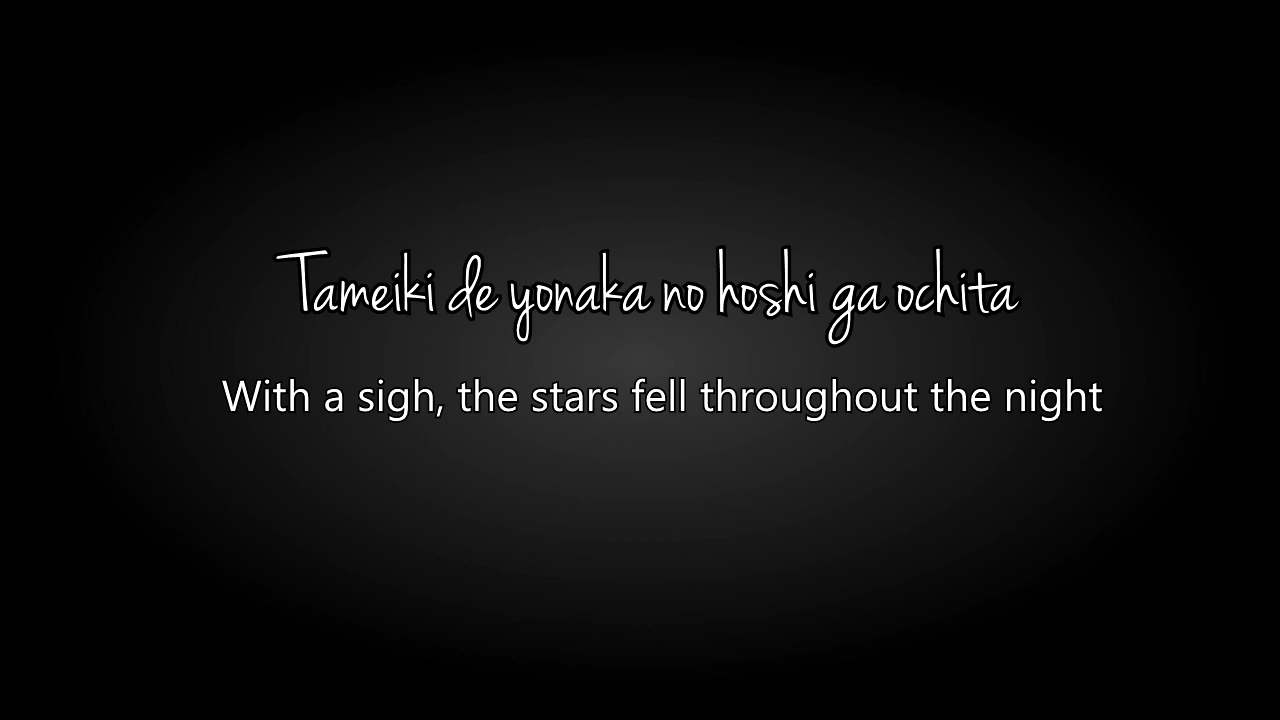 Tameiki de yonaka no hoshi ga ochita
With a sigh, the stars fell throughout the night